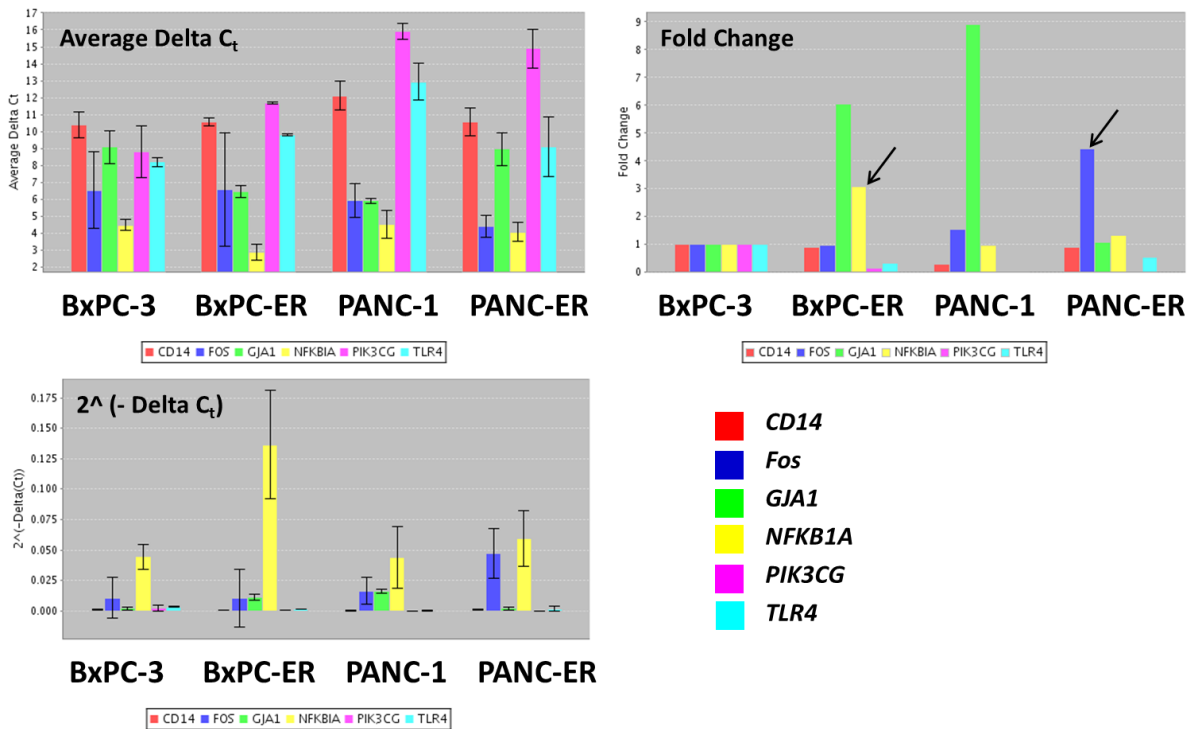 Average Delta Ct
Average Delta Ct
17
16
15
14
13
12
11
10
9
8
7
6
5
4
3
2
BxPC-3 BxPC-ER PANC-1 PANC-ER
CD14 FOS GJA1 NFKBIA PIK3CG TLR4
Fold Change
Fold Change
9
8
7
6
5
4
3
2
1
0
BxPC-3 BxPC-ER PANC-1 PANC-ER
CD14 FOS GJA1 NFKBIA PIK3CG TLR4
2^ (- Delta Ct)
2^(-Delta(Ct))
0.175
0.150
0.125
0.100
0.075
0.050
0.025
0.000
BxPC-3 BxPC-ER PANC-1 PANC-ER
CD14 FOS GJA1 NFKBIA PIK3CG TLR4
CD14
Fos
GJA1
NFKB1A
PIK3CG
TLR4